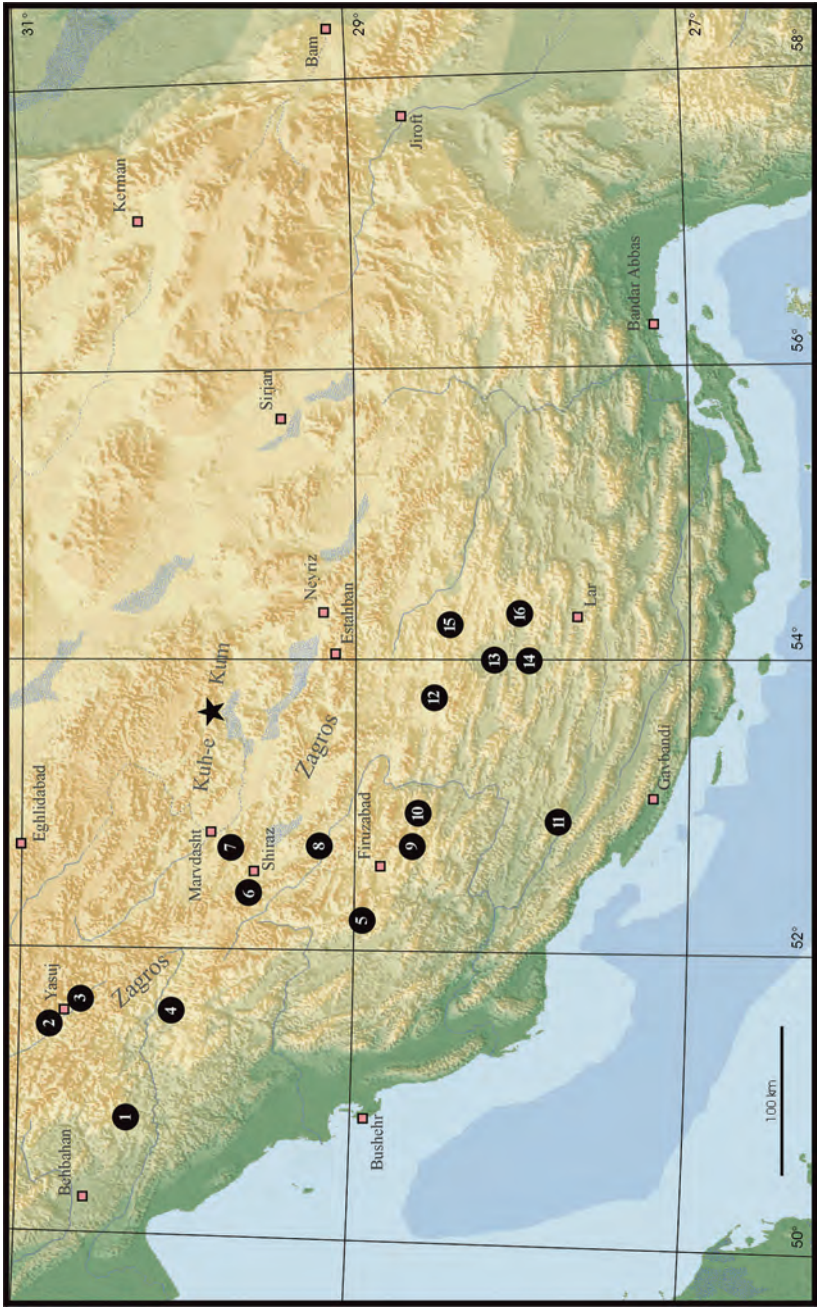 31°
29°
27°
50°
52°
54°
56°
58°
Behbahan
Yasuj
Eghlidabad
Zagros
Marvdasht
Shiraz
Kuh-e Kum
Zagros
Firuzabad
Neyriz
Estahban
Sirjan
Kerman
Bam
Jiroft
Bushehr
Gavbandi
Lar
Bandar Abbas
1
2
3
4
5
6
7
8
9
10
11
12
13
14
15
16
100 km